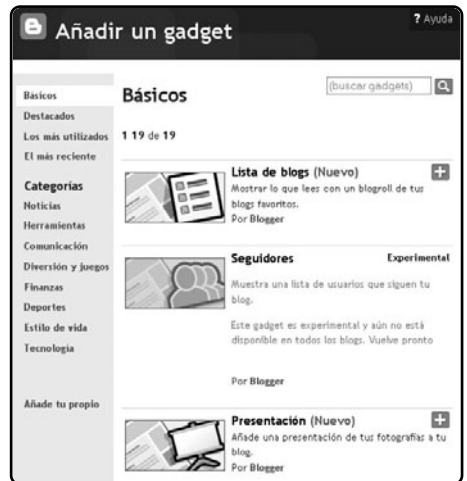 Añadir un gadget
? Ayuda
Básicos
Destacados
Los más utilizados
El más reciente
Categorías
Noticias
Herramientas
Comunicación
Diversión y juegos
Finanzas
Deportes
Estilo de vida
Tecnología
Añade tu propio
Básicos
(buscar gadgets)
1 19 de 19
Lista de blogs (Nuevo)
Mostrar lo que lees con un blogroll de tus
blogs favoritos.
Por Blogger
Seguidores
Experimental
Muestra una lista de usuarios que siguen tu
blog.
Este gadget es experimental y aún no está
disponible en todos los blogs. Vuelve pronto
Por Blogger
Presentación (Nuevo)
Añade una presentación de tus fotografías a tu
blog.
Por Blogger